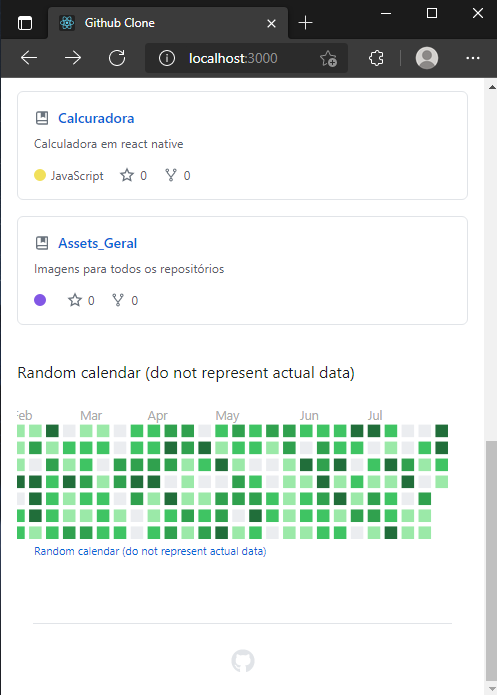 Github Clone
localhost:3000
Calcuradora
Calculadora em react native
JavaScript 0 0
Assets_Geral
Imagens para todos os repositórios
0 0
Random calendar (do not represent actual data)
eb Mar Apr May Jun Jul
Random calendar (do not represent actual data)